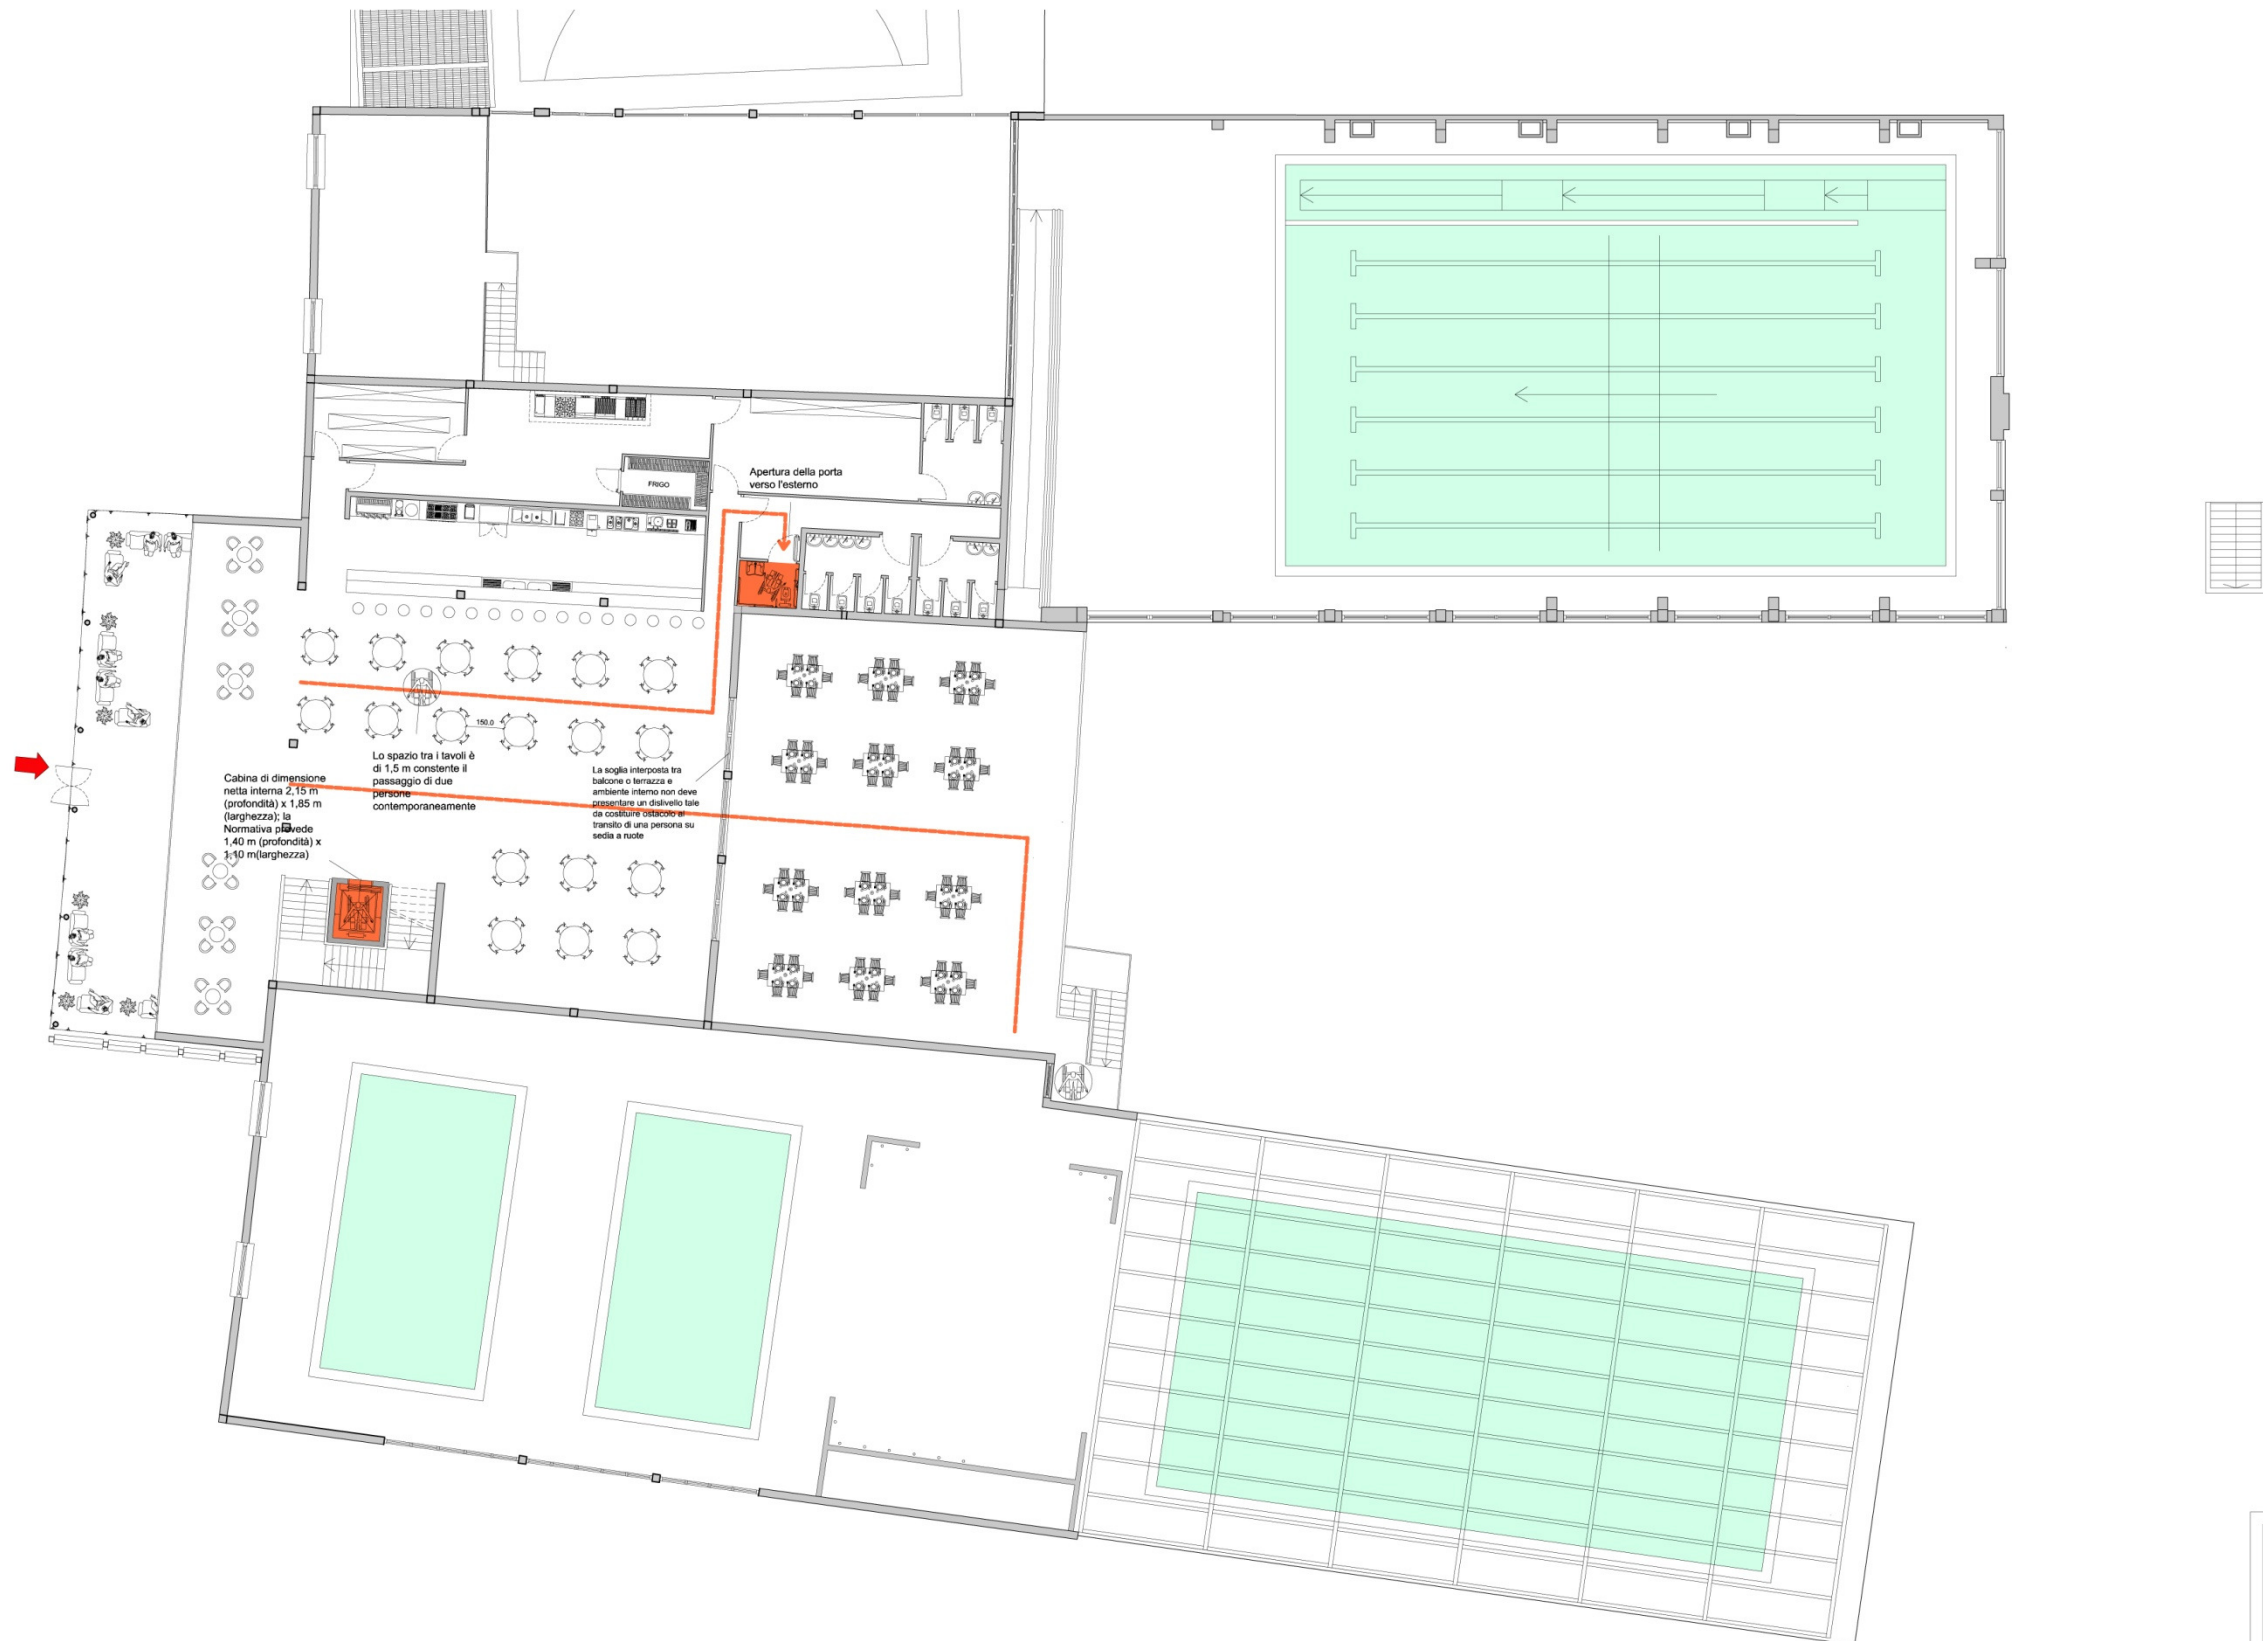 Apertura della porta
verso l'esterno
FRIGO
150.0
Lo spazio tra i tavoli è
di 1,5 m constente il
passaggio di due
persone
contemporaneamente
La soglia interposta tra
balcone o terrazza e
ambiente interno non deve
presentare un dislivello tale
da costituire ostacolo al
transito di una persona su
sedia a ruote
Cabina di dimensione
netta interna 2,15 m
(profondità) x 1,85 m
(larghezza); la
Normativa prevede
1,40 m (profondità) x
1,10 m(larghezza)